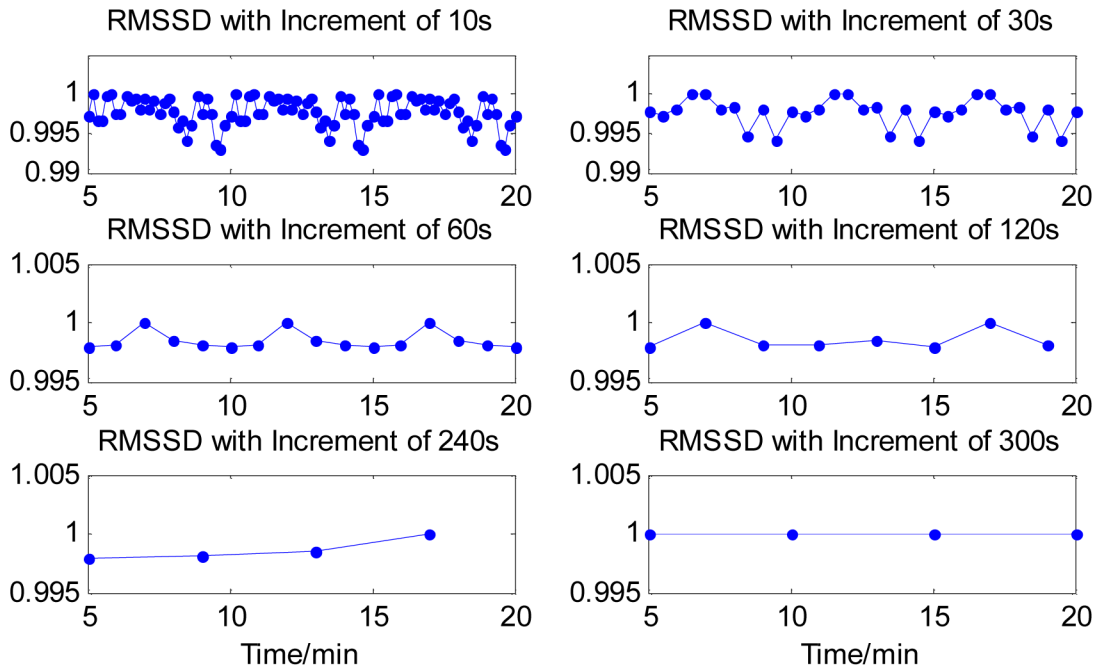 RMSSD with Increment of 10s
1
0.995
0.99
5 10 15 20
RMSSD with Increment of 30s
1
0.995
0.99
5 10 15 20
RMSSD with Increment of 60s
1.005
1
0.995
5 10 15 20
RMSSD with Increment of 120s
1.005
1
0.995
5 10 15 20
RMSSD with Increment of 240s
1.005
1
0.995
5 10 15 20
Time/min
RMSSD with Increment of 300s
1.005
1
0.995
5 10 15 20
Time/min